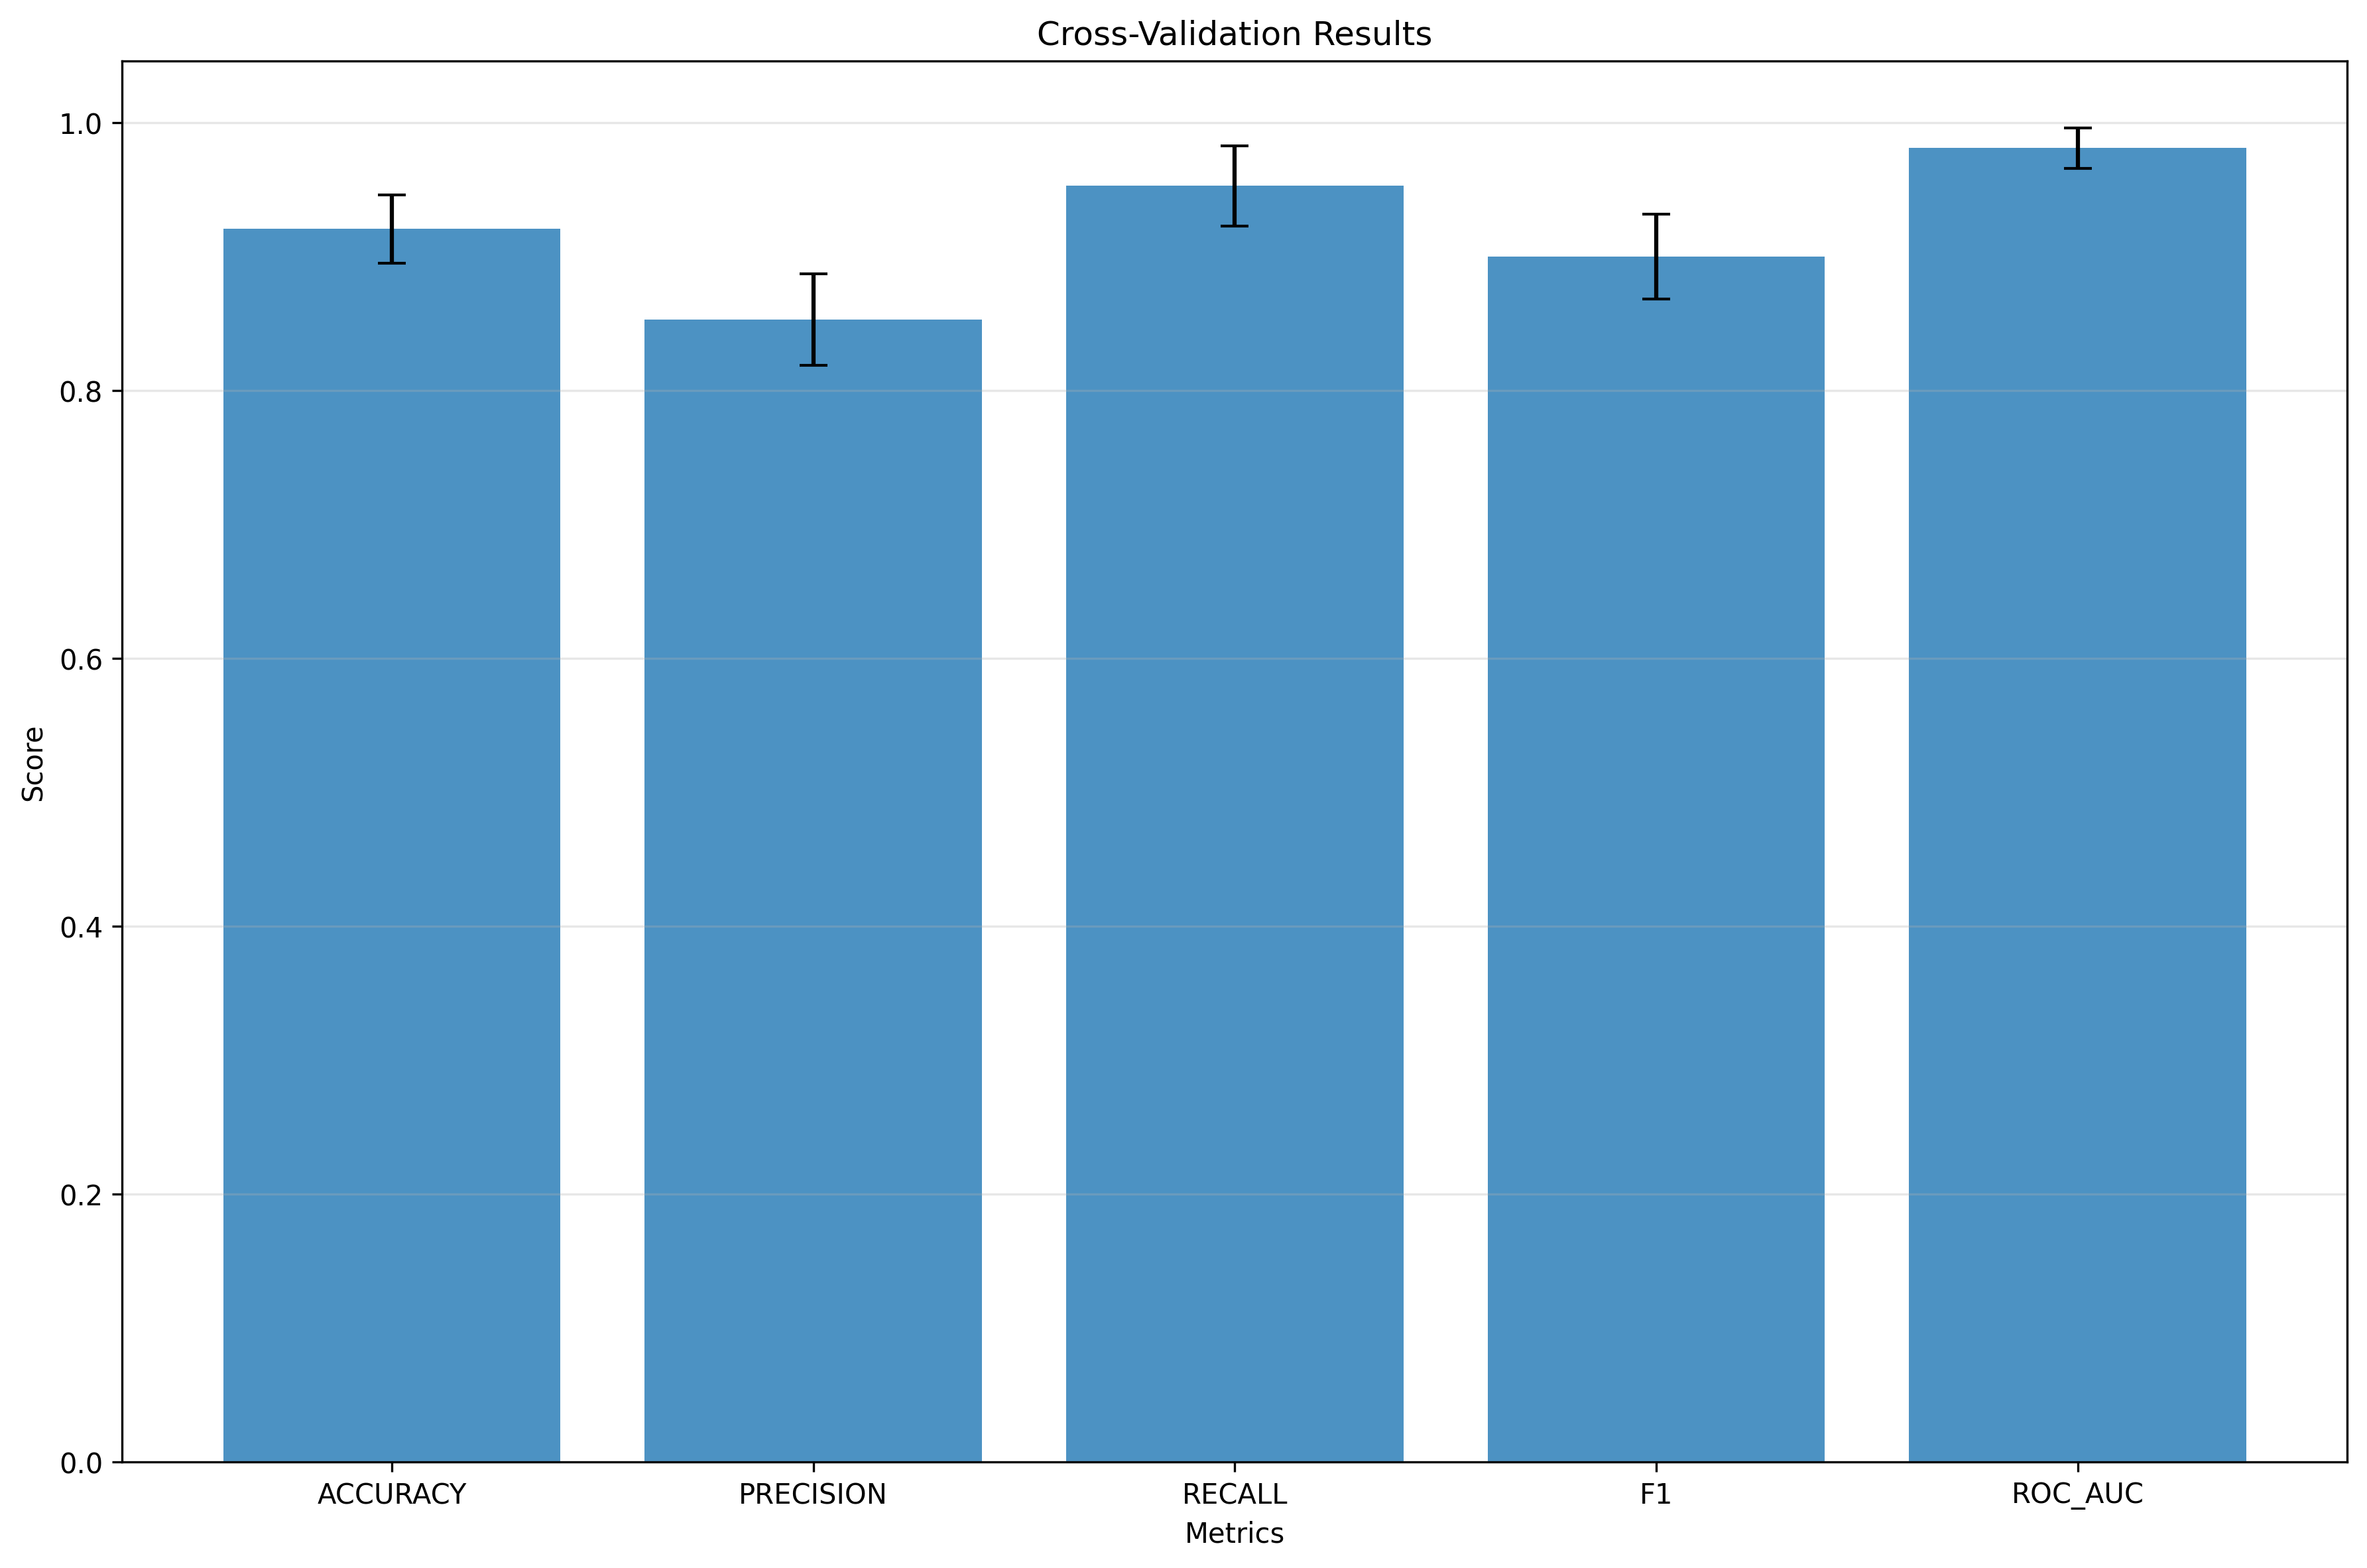 Cross-Validation Results
1.0
0.8
0.6
0.4
0.2
0.0
Score
ACCURACY PRECISION RECALL F1 ROC_AUC
Metrics